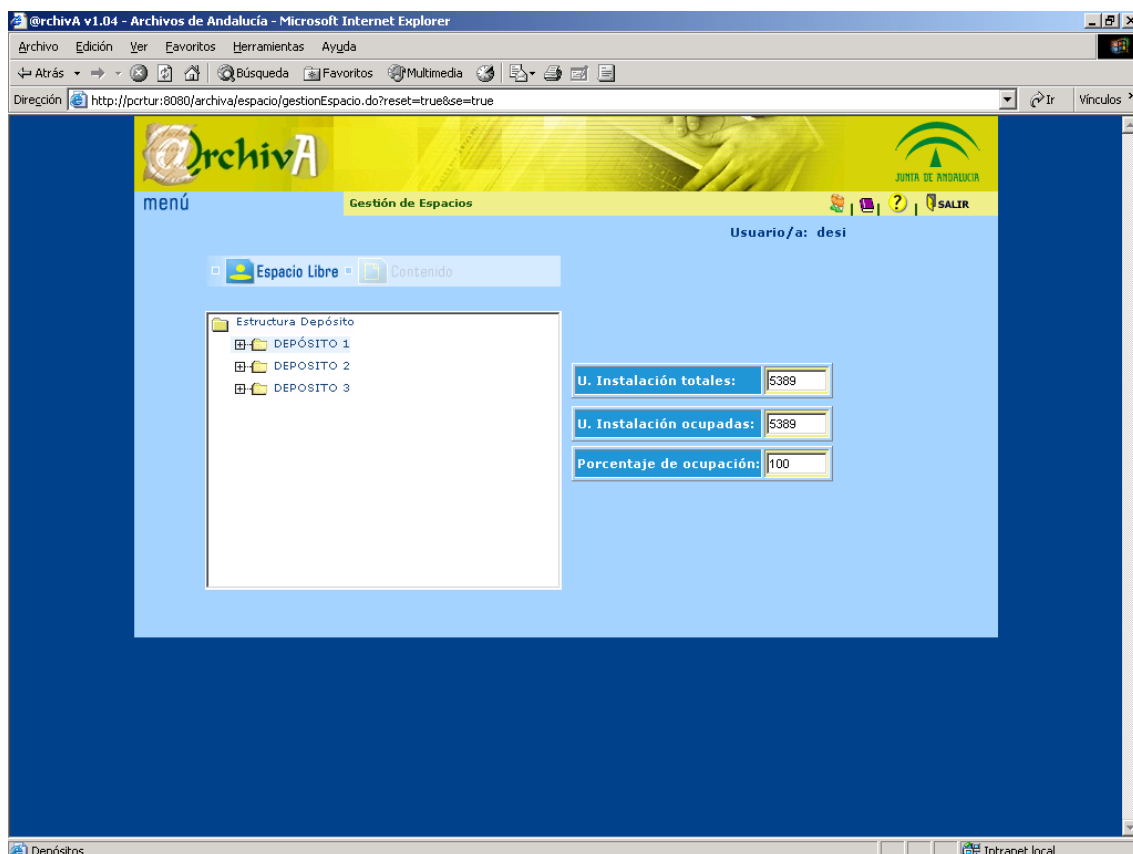 @rchivA v1.04 - Archivos de Andalucía - Microsoft Internet Explorer
Archivo Edición Ver Favoritos Herramientas Ayuda
Atrás Búsqueda Favoritos Multimedia
Dirección http://pcrtur:8080/archiva/espacio/gestionEspacio.do?reset=true&se=true Ir Vínculos
@rchivA
JUNTA DE ANDALUCIA
menú Gestión de Espacios SALIR
Usuario/a: desi
Espacio Libre Contenido
Estructura Depósito
DEPÓSITO 1
DEPOSITO 2
DEPOSITO 3
U. Instalación totales: 5389
U. Instalación ocupadas: 5389
Porcentaje de ocupación: 100
Depósitos Intranet local